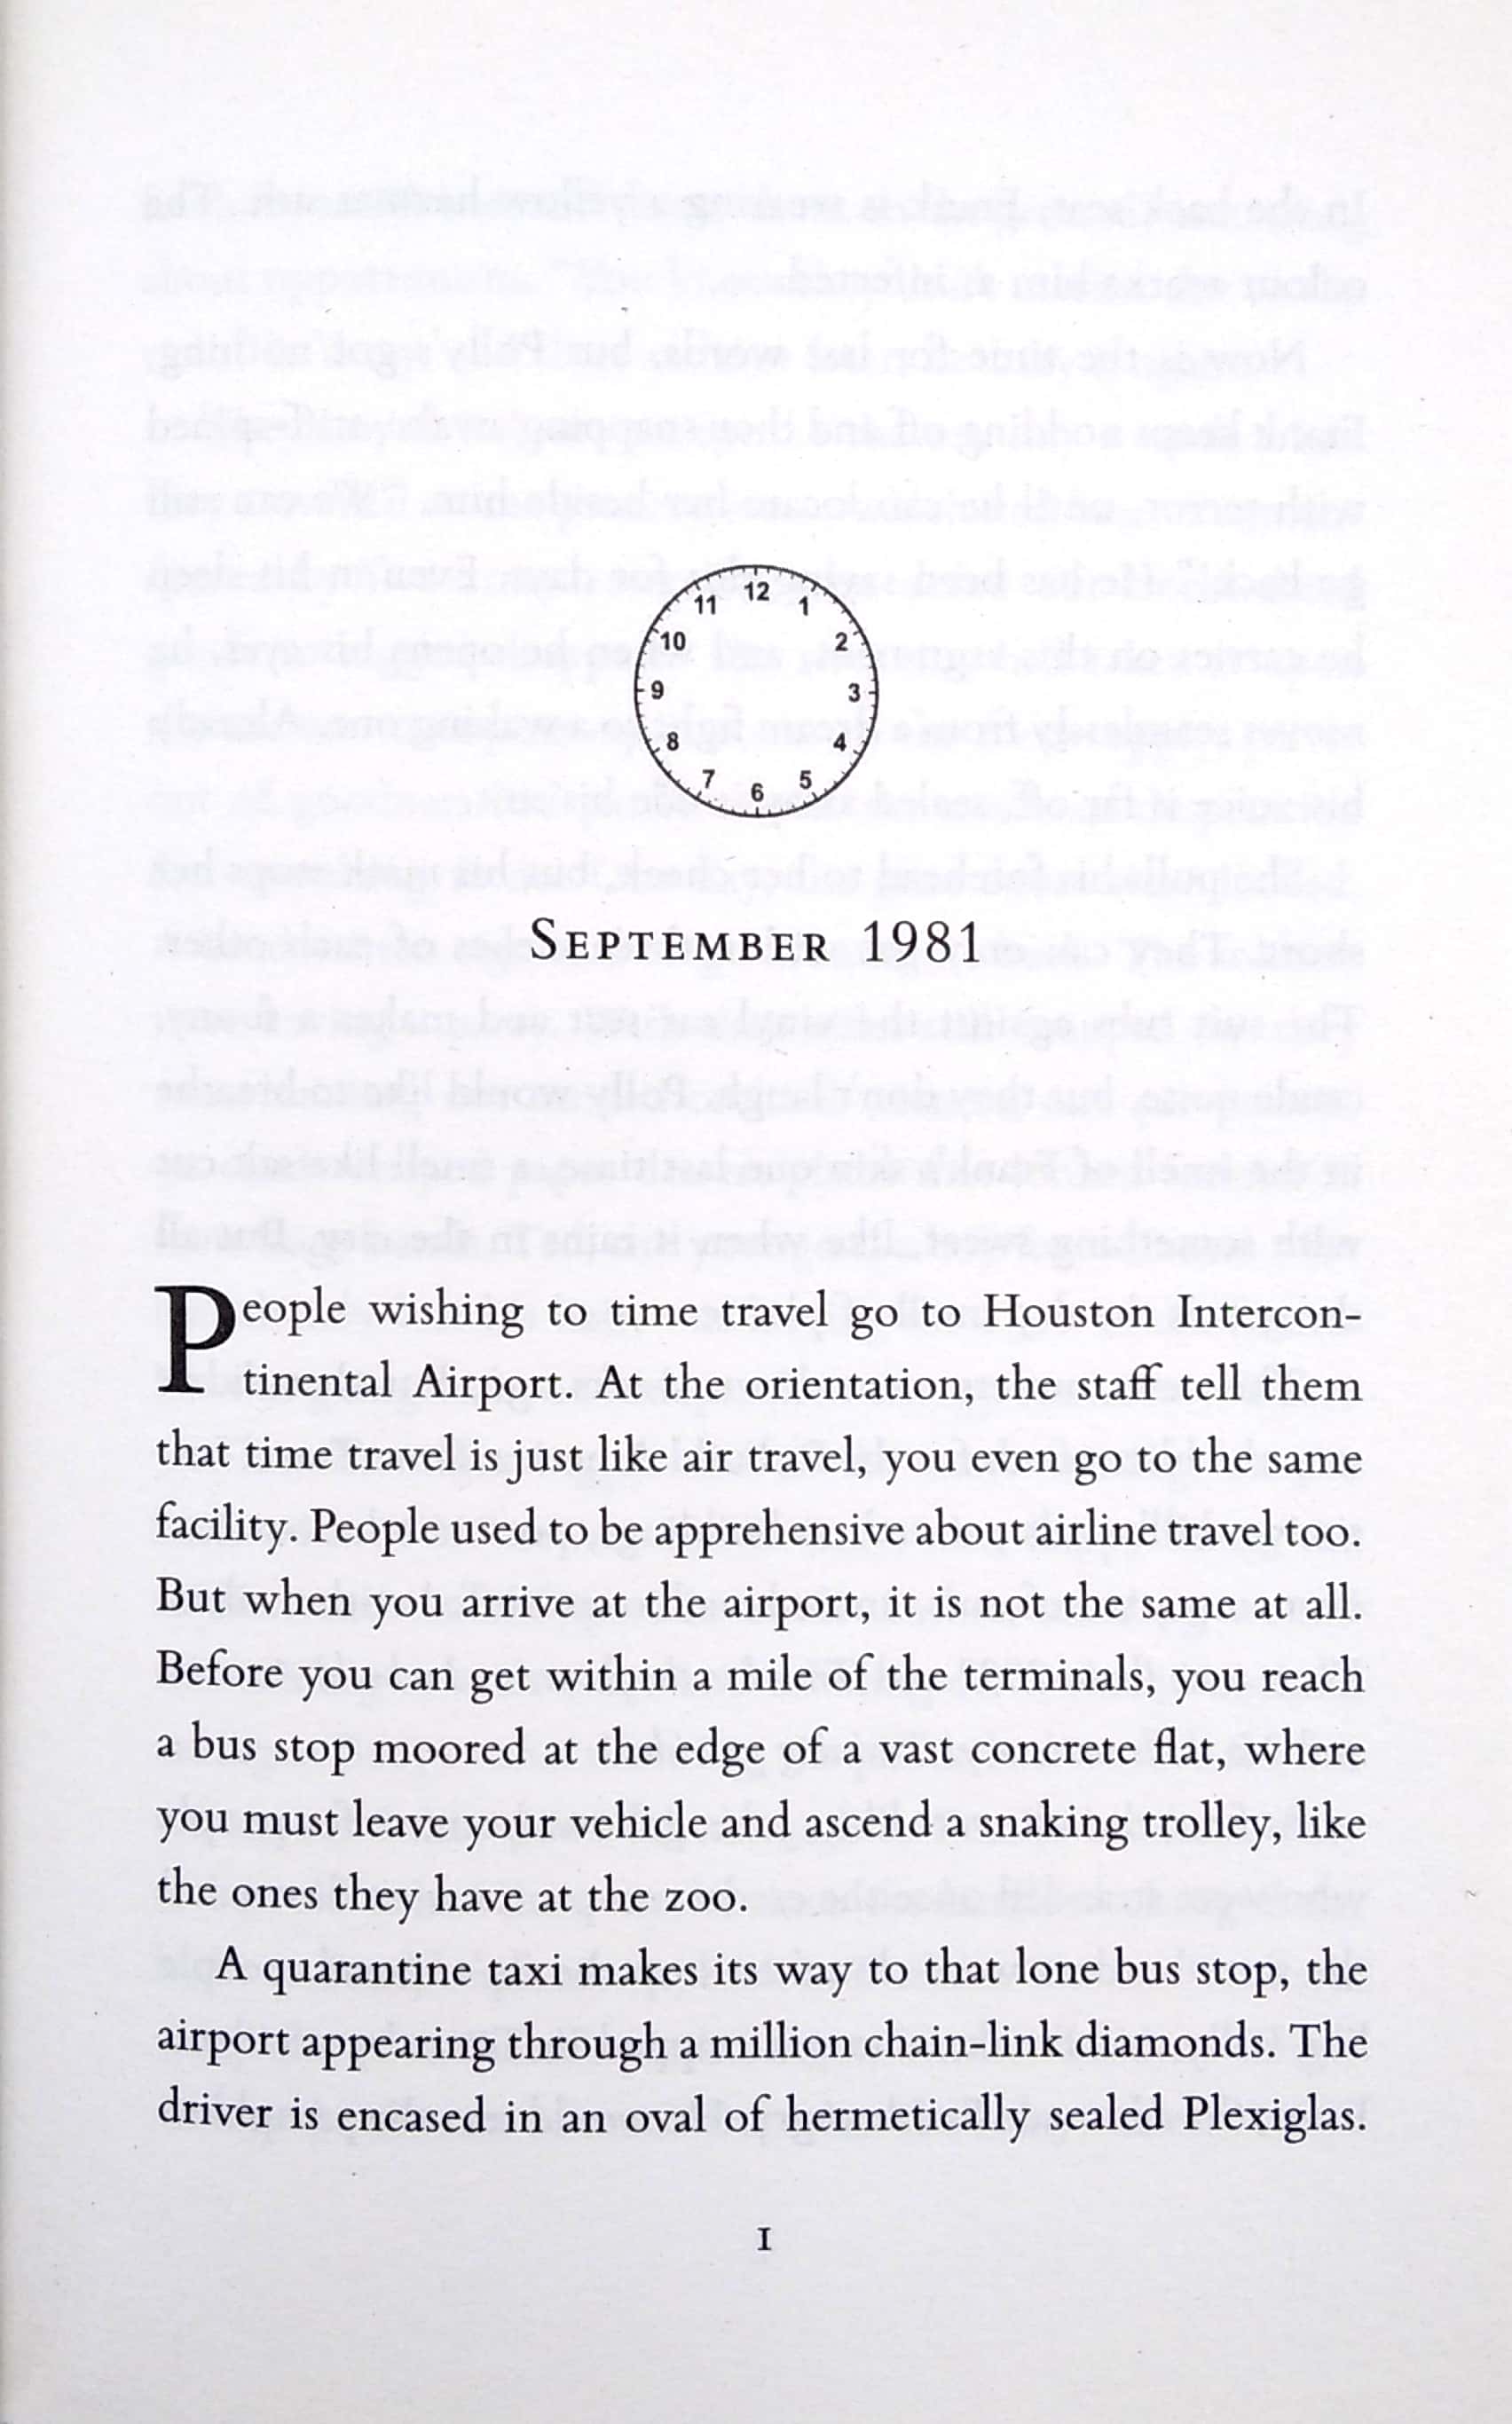 12
11 1
10 2
9 3
8 4
7 5
6
SEPTEMBER 1981
People wishing to time travel go to Houston Intercon-
tinental Airport. At the orientation, the staff tell them
that time travel is just like air travel, you even go to the same
facility. People used to be apprehensive about airline travel too.
But when you arrive at the airport, it is not the same at all.
Before you can get within a mile of the terminals, you reach
a bus stop moored at the edge of a vast concrete flat, where
you must leave your vehicle and ascend a snaking trolley, like
the ones they have at the zoo.
A quarantine taxi makes its way to that lone bus stop, the
airport appearing through a million chain-link diamonds. The
driver is encased in an oval of hermetically sealed Plexiglas.
I